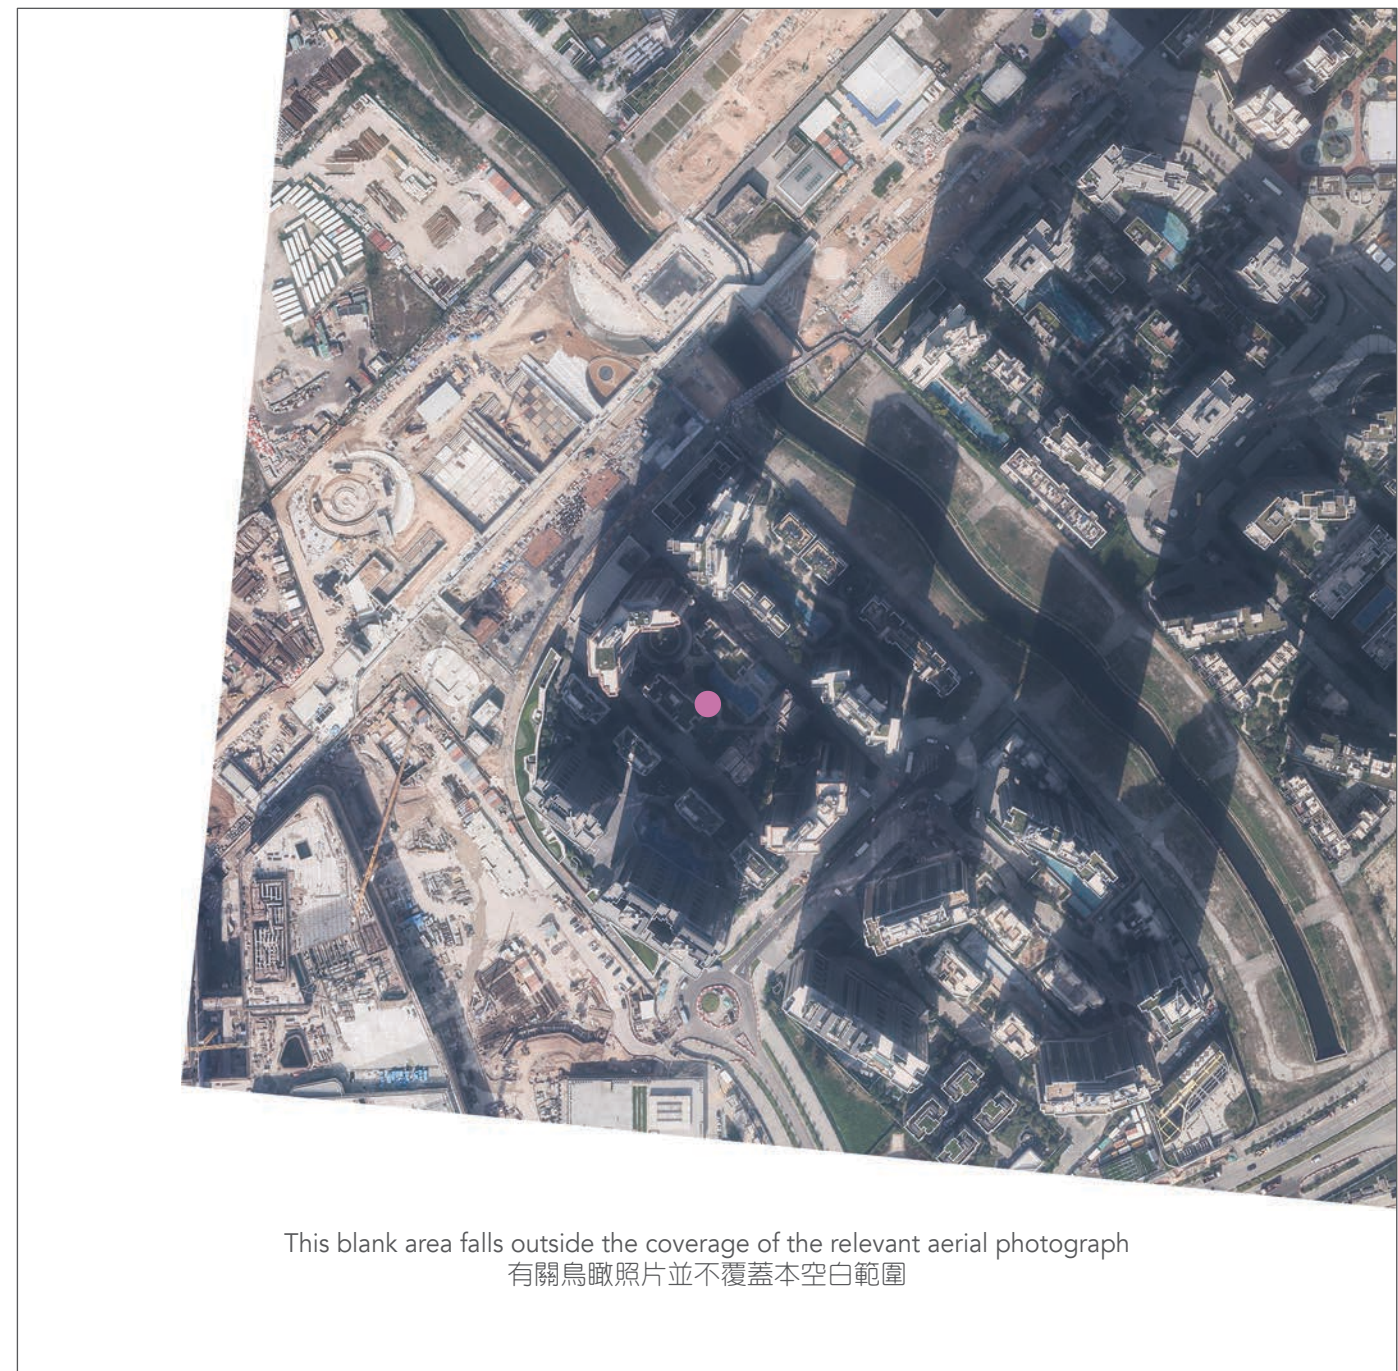 This blank area falls outside the coverage of the relevant aerial photograph
有關鳥瞰照片並不覆蓋本空白範圍